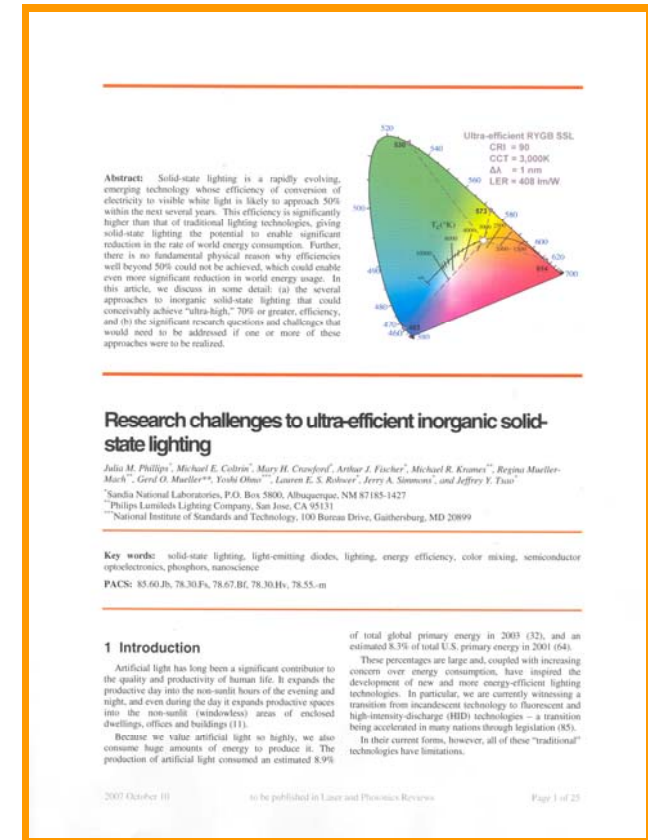 Abstract: Solid-state lighting is a rapidly evolving,
emerging technology whose efficiency of conversion of
electricity to visible white light is likely to approach 50%
within the next several years. This efficiency is significantly
higher than that of traditional lighting technologies, giving
solid-state lighting the potential to enable significant
reduction in the rate of world energy consumption. Further,
there is no fundamental physical reason why efficiencies
well beyond 50% could not be achieved, which could enable
even more significant reduction in world energy usage. In
this article, we discuss in some detail: (a) the several
approaches to inorganic solid-state lighting that could
conceivably achieve "ultra-high," 70% or greater, efficiency,
and (b) the significant research questions and challenges that
would need to be addressed if one or more of these
approaches were to be realized.
Ultra-efficient RYGB SSL
CRI = 90
CCT = 3,000K
Δλ = 1 nm
LER = 408 lm/W
520
530
540
560
573
580
500
600
620
614
700
490
480
470
460
380
Research challenges to ultra-efficient inorganic solid-
state lighting
Julia M. Phillips*, Michael E. Coltrin*, Mary H. Crawford*, Arthur J. Fischer*, Michael R. Krames**, Regina Mueller-
Mach**, Gerd O. Mueller**, Yoshi Ohno***, Lauren E. S. Rohwer*, Jerry A. Simmons*, and Jeffrey Y. Tsao*
*Sandia National Laboratories, P.O. Box 5800, Albuquerque, NM 87185-1427
**Philips Lumileds Lighting Company, San Jose, CA 95131
***National Institute of Standards and Technology, 100 Bureau Drive, Gaithersburg, MD 20899
Key words: solid-state lighting, light-emitting diodes, lighting, energy efficiency, color mixing, semiconductor
optoelectronics, phosphors, nanoscience
PACS: 85.60.Jb, 78.30.Fs, 78.67.Bf, 78.30.Hv, 78.55.-m
1 Introduction
Artificial light has long been a significant contributor to
the quality and productivity of human life. It expands the
productive day into the non-sunlit hours of the evening and
night, and even during the day it expands productive spaces
into the non-sunlit (windowless) areas of enclosed
dwellings, offices and buildings (11).
Because we value artificial light so highly, we also
consume huge amounts of energy to produce it. The
production of artificial light consumed an estimated 8.9%
of total global primary energy in 2003 (32), and an
estimated 8.3% of total U.S. primary energy in 2001 (64).
These percentages are large and, coupled with increasing
concern over energy consumption, have inspired the
development of new and more energy-efficient lighting
technologies. In particular, we are currently witnessing a
transition from incandescent technology to fluorescent and
high-intensity-discharge (HID) technologies – a transition
being accelerated in many nations through legislation (85).
In their current forms, however, all of these "traditional"
technologies have limitations.
2007 October 10
to be published in Laser and Photonics Reviews
Page 1 of 25